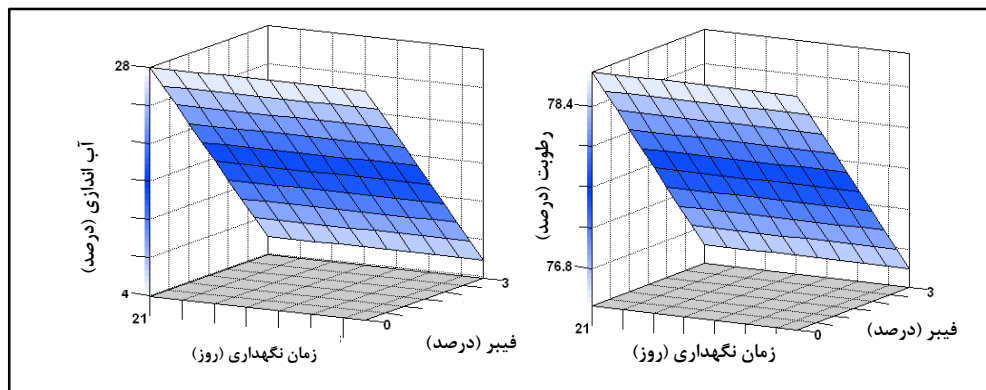 28
آب اندازی (درصد)
4
21
زمان نگهداری (روز)
0
فیبر (درصد)
3
78.4
رطوبت (درصد)
76.8
21
زمان نگهداری (روز)
0
فیبر (درصد)
3